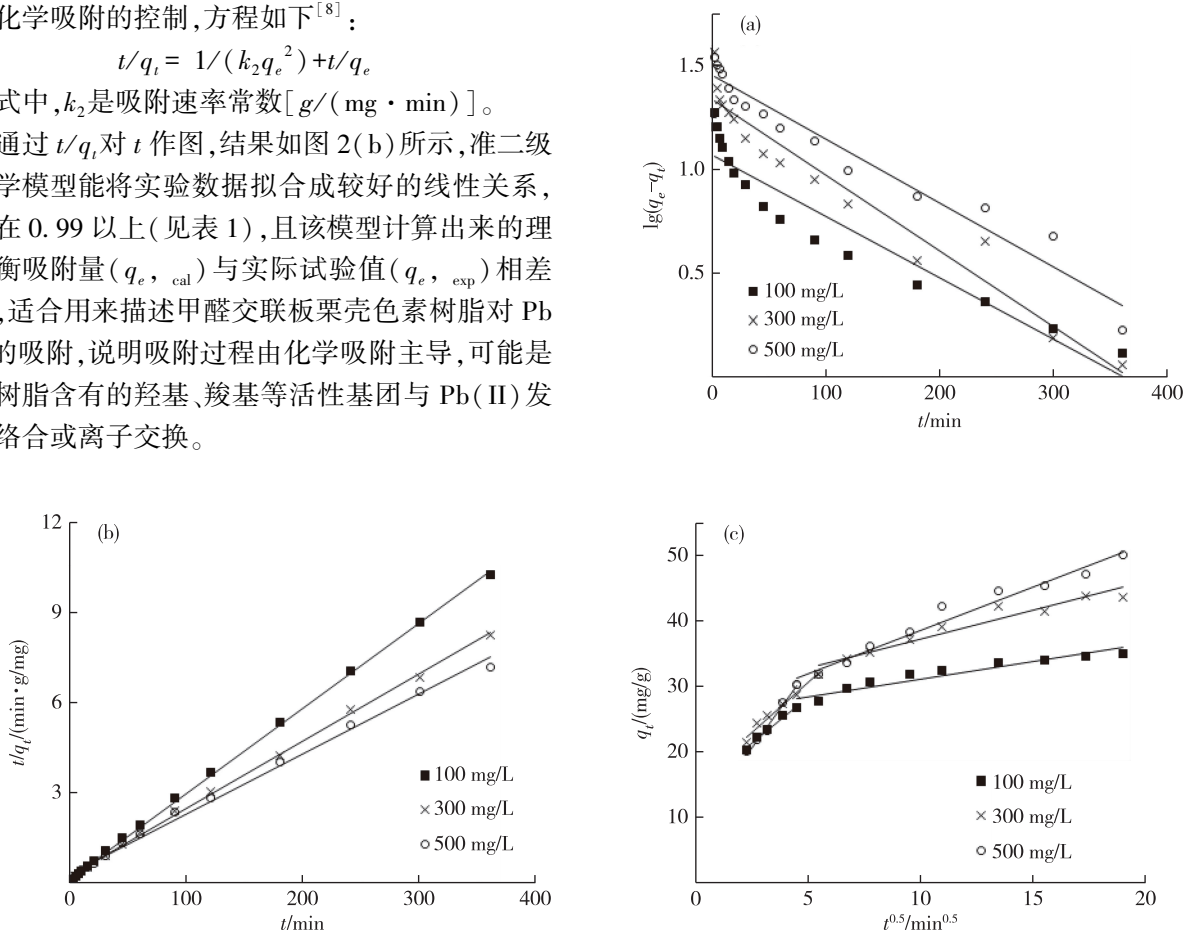 化学吸附的控制,方程如下[8]:
t/qt = 1/(k2qe2)+t/qe
式中,k2是吸附速率常数[g/(mg·min)]。
通过 t/qt对 t 作图,结果如图 2(b)所示,准二级
学模型能将实验数据拟合成较好的线性关系,
在 0.99 以上(见表 1),且该模型计算出来的理
衡吸附量(qe, cal)与实际试验值(qe, exp)相差
,适合用来描述甲醛交联板栗壳色素树脂对 Pb
的吸附,说明吸附过程由化学吸附主导,可能是
树脂含有的羟基、羧基等活性基团与 Pb(II)发
络合或离子交换。
(a)
1.5
1.0
0.5
lg(qe-qt)
100 mg/L
300 mg/L
500 mg/L
0 100 200 300 400
t/min
(b)
12
9
6
3
t/qt/(min·g/mg)
100 mg/L
300 mg/L
500 mg/L
0 100 200 300 400
t/min
(c)
50
40
30
20
10
qt/(mg/g)
100 mg/L
300 mg/L
500 mg/L
0 5 10 15 20
t0.5/min0.5